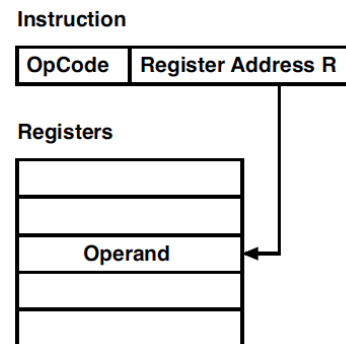 Instruction
OpCode Register Address R
Registers
Operand